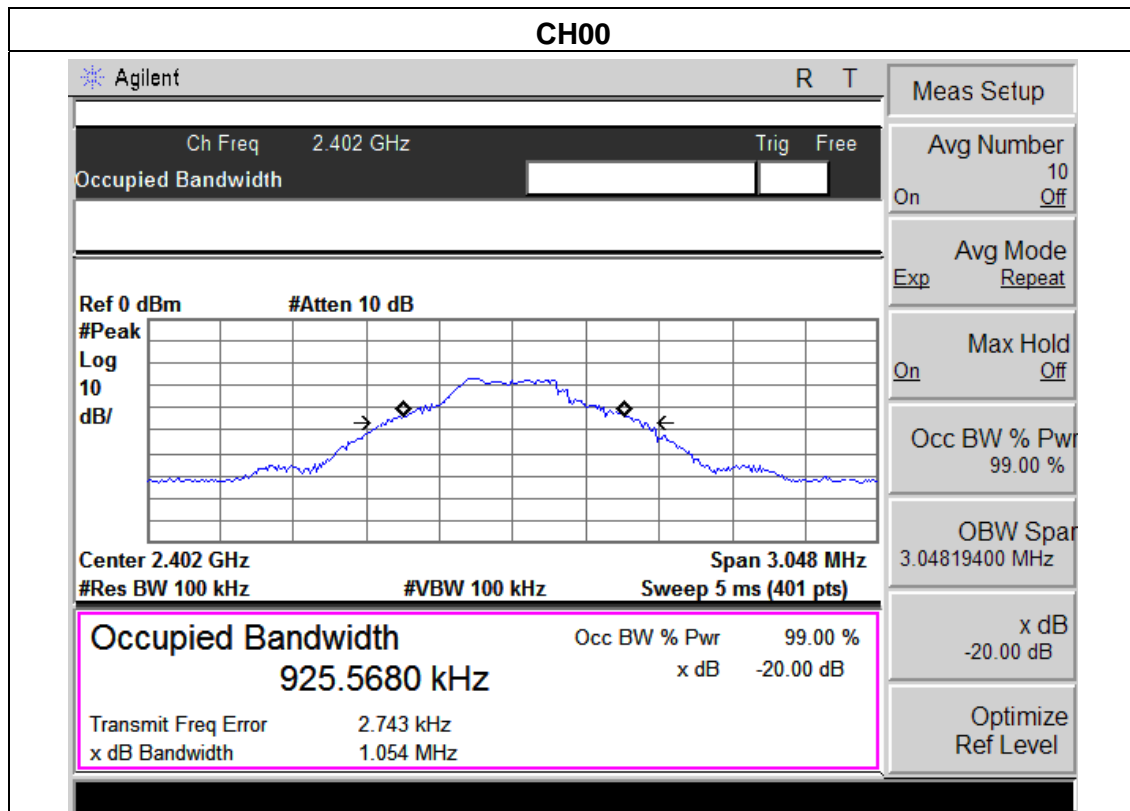 CH00
Agilent R T
Ch Freq 2.402 GHz Trig Free
Occupied Bandwidth
Ref 0 dBm #Atten 10 dB
#Peak
Log
10
dB/
Center 2.402 GHz Span 3.048 MHz
#Res BW 100 kHz #VBW 100 kHz Sweep 5 ms (401 pts)
Occupied Bandwidth
925.5680 kHz
Occ BW % Pwr 99.00 %
x dB -20.00 dB
Transmit Freq Error 2.743 kHz
x dB Bandwidth 1.054 MHz
Meas Setup
Avg Number
10
On Off
Avg Mode
Exp Repeat
Max Hold
On Off
Occ BW % Pwr
99.00 %
OBW Span
3.04819400 MHz
x dB
-20.00 dB
Optimize
Ref Level